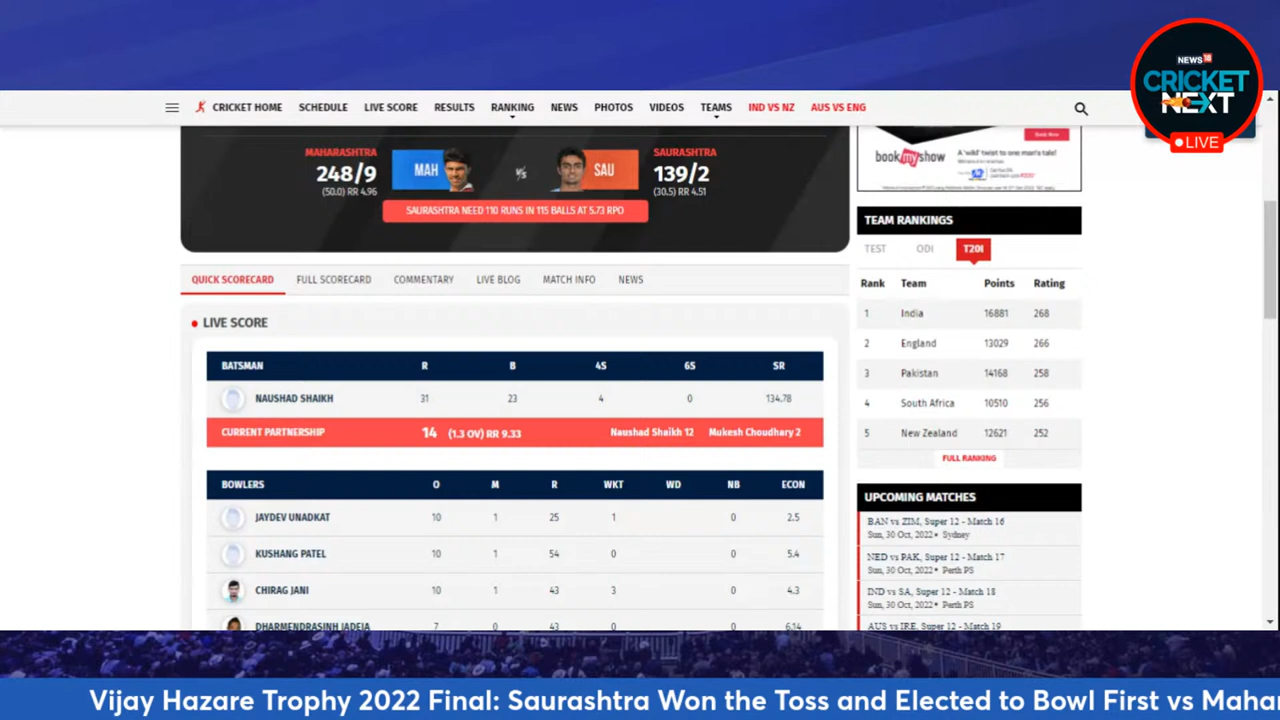 NEWS18
CRICKET
NEXT
LIVE
CRICKET HOME SCHEDULE LIVE SCORE RESULTS RANKING NEWS PHOTOS VIDEOS TEAMS IND VS NZ AUS VS ENG
MAHARASHTRA
248/9
(50.0) RR 4.96
MAH
VS
SAU
SAURASHTRA
139/2
(30.5) RR 4.51
SAURASHTRA NEED 110 RUNS IN 115 BALLS AT 5.73 RPO
Book Now
bookmyshow
A 'wild' twist to one man's tale!
TEAM RANKINGS
TEST ODI T20I
Rank Team Points Rating
1 India 16881 268
2 England 13029 266
3 Pakistan 14168 258
4 South Africa 10510 256
5 New Zealand 12621 252
FULL RANKING
QUICK SCORECARD FULL SCORECARD COMMENTARY LIVE BLOG MATCH INFO NEWS
LIVE SCORE
BATSMAN R B 4S 6S SR
NAUSHAD SHAIKH 31 23 4 0 134.78
CURRENT PARTNERSHIP 14 (1.3 OV) RR 9.33 Naushad Shaikh 12 Mukesh Choudhary 2
BOWLERS O M R WKT WD NB ECON
JAYDEV UNADKAT 10 1 25 1 0 2.5
KUSHANG PATEL 10 1 54 0 0 5.4
CHIRAG JANI 10 1 43 3 0 4.3
DHARMENDRASINH JADEJA 7 0 43 0 0 6.14
UPCOMING MATCHES
BAN vs ZIM, Super 12 - Match 16
Sun, 30 Oct, 2022• Sydney
NED vs PAK, Super 12 - Match 17
Sun, 30 Oct, 2022• Perth PS
IND vs SA, Super 12 - Match 18
Sun, 30 Oct, 2022• Perth PS
AUS vs IRE, Super 12 - Match 19
Vijay Hazare Trophy 2022 Final: Saurashtra Won the Toss and Elected to Bowl First vs Mahar